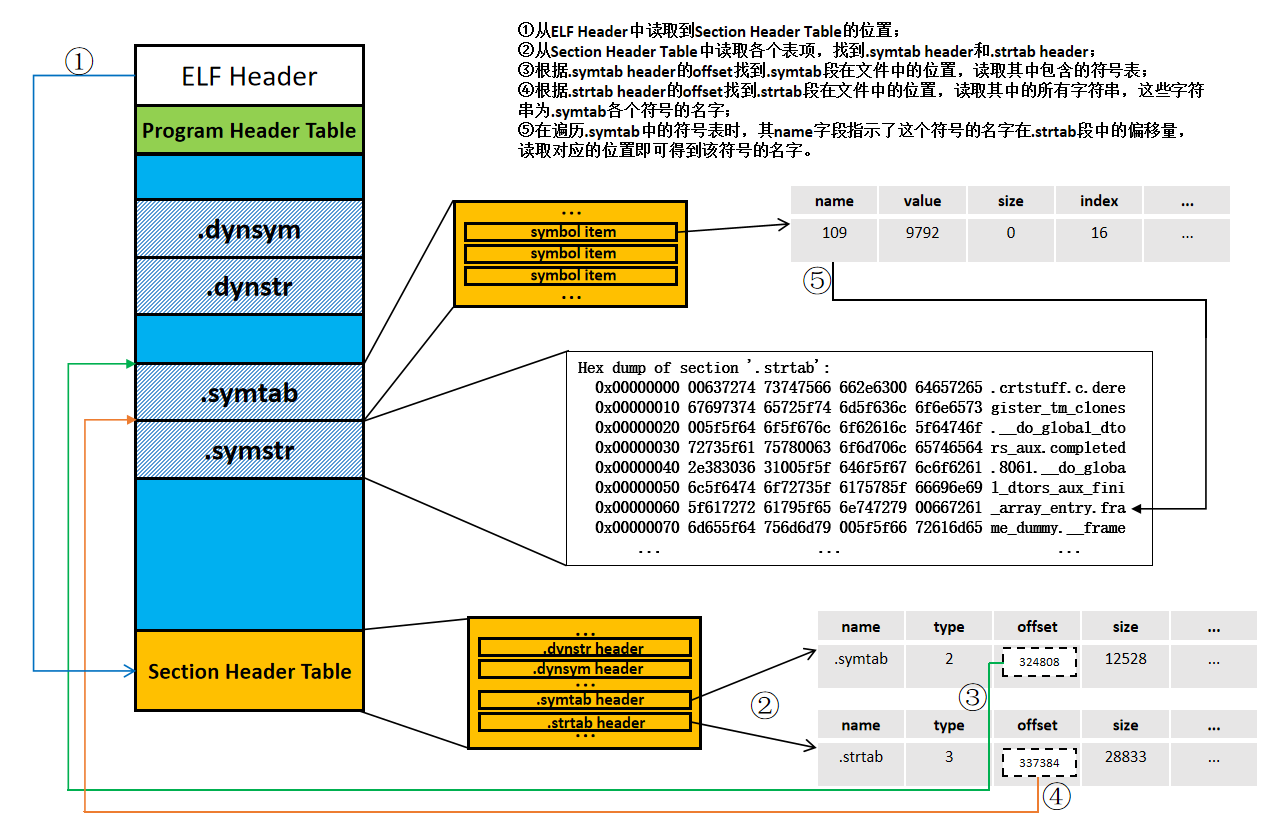 ①从ELF Header中读取到Section Header Table的位置；
②从Section Header Table中读取各个表项，找到.symtab header和.strtab header；
③根据.symtab header的offset找到.symtab段在文件中的位置，读取其中包含的符号表；
④根据.strtab header的offset找到.strtab段在文件中的位置，读取其中的所有字符串，这些字符
串为.symtab各个符号的名字；
⑤在遍历.symtab中的符号表时，其name字段指示了这个符号的名字在.strtab段中的偏移量，
读取对应的位置即可得到该符号的名字。
①
ELF Header
Program Header Table
.dynsym
.dynstr
.symtab
.symstr
Section Header Table
...
symbol item
symbol item
symbol item
...
name value size index ...
109 9792 0 16 ...
⑤
Hex dump of section '.strtab':
0x00000000 00637274 73747566 662e6300 64657265 .crtstuff.c.dere
0x00000010 67697374 65725f74 6d5f636c 6f6e6573 gister_tm_clones
0x00000020 005f5f64 6f5f676c 6f62616c 5f64746f .__do_global_dto
0x00000030 72735f61 75780063 6f6d706c 65746564 rs_aux.completed
0x00000040 2e383036 31005f5f 646f5f67 6c6f6261 .8061.__do_globa
0x00000050 6c5f6474 6f72735f 6175785f 66696e69 l_dtors_aux_fini
0x00000060 5f617272 61795f65 6e747279 00667261 _array_entry.fra
0x00000070 6d655f64 756d6d79 005f5f66 72616d65 me_dummy.__frame
... ... ...
...
.dynstr header
.dynsym header
...
.symtab header
.strtab header
...
②
name type offset size ...
.symtab 2 324808 12528 ...
③
name type offset size ...
.strtab 3 337384 28833 ...
④